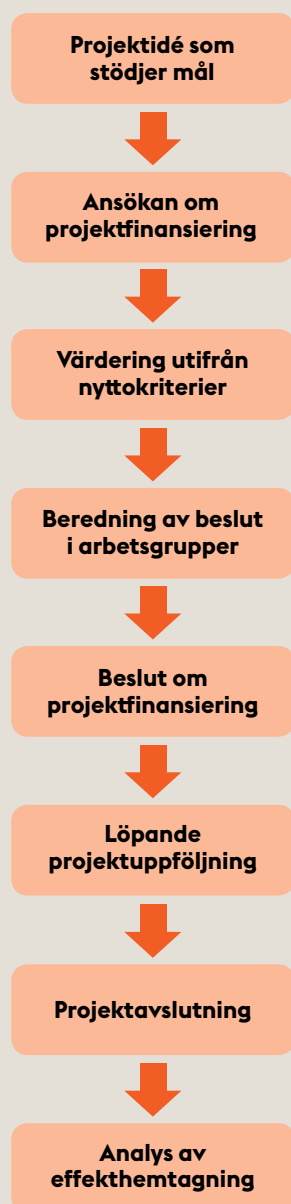 Projektidé som
stödjer mål
Ansökan om
projektfinansiering
Värdering utifrån
nyttokriterier
Beredning av beslut
i arbetsgrupper
Beslut om
projektfinansiering
Löpande
projektuppföljning
Projektavslutning
Analys av
effekthemtagning